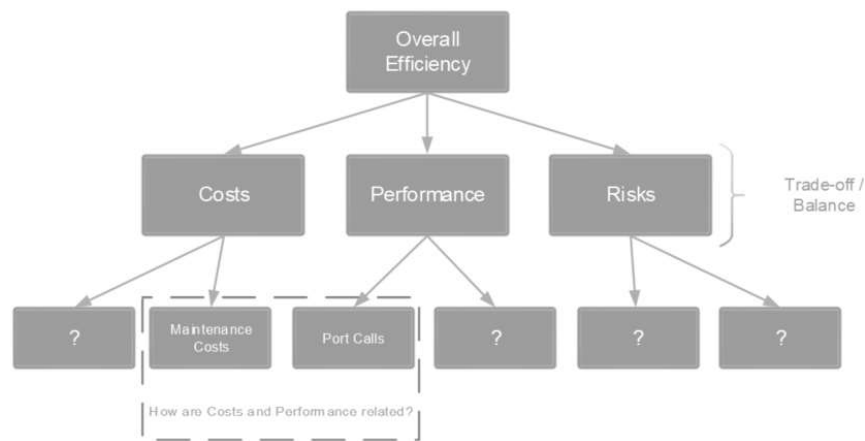 Overall
Efficiency
Costs
Performance
Risks
Trade-off /
Balance
?
Maintenance
Costs
Port Calls
?
?
?
How are Costs and Performance related?